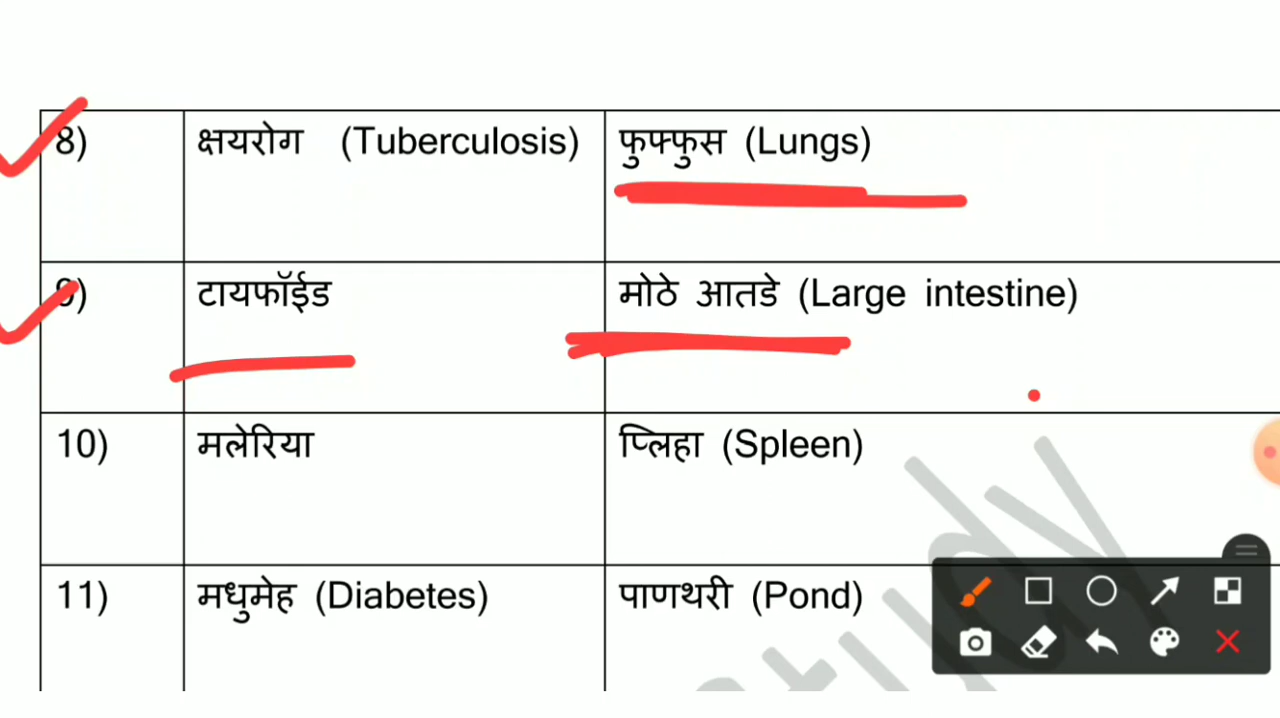 8) क्षयरोग (Tuberculosis) फुफ्फुस (Lungs)
9) टायफॉईड मोठे आतडे (Large intestine)
10) मलेरिया प्लिहा (Spleen)
11) मधुमेह (Diabetes) पाणथरी (Pond)